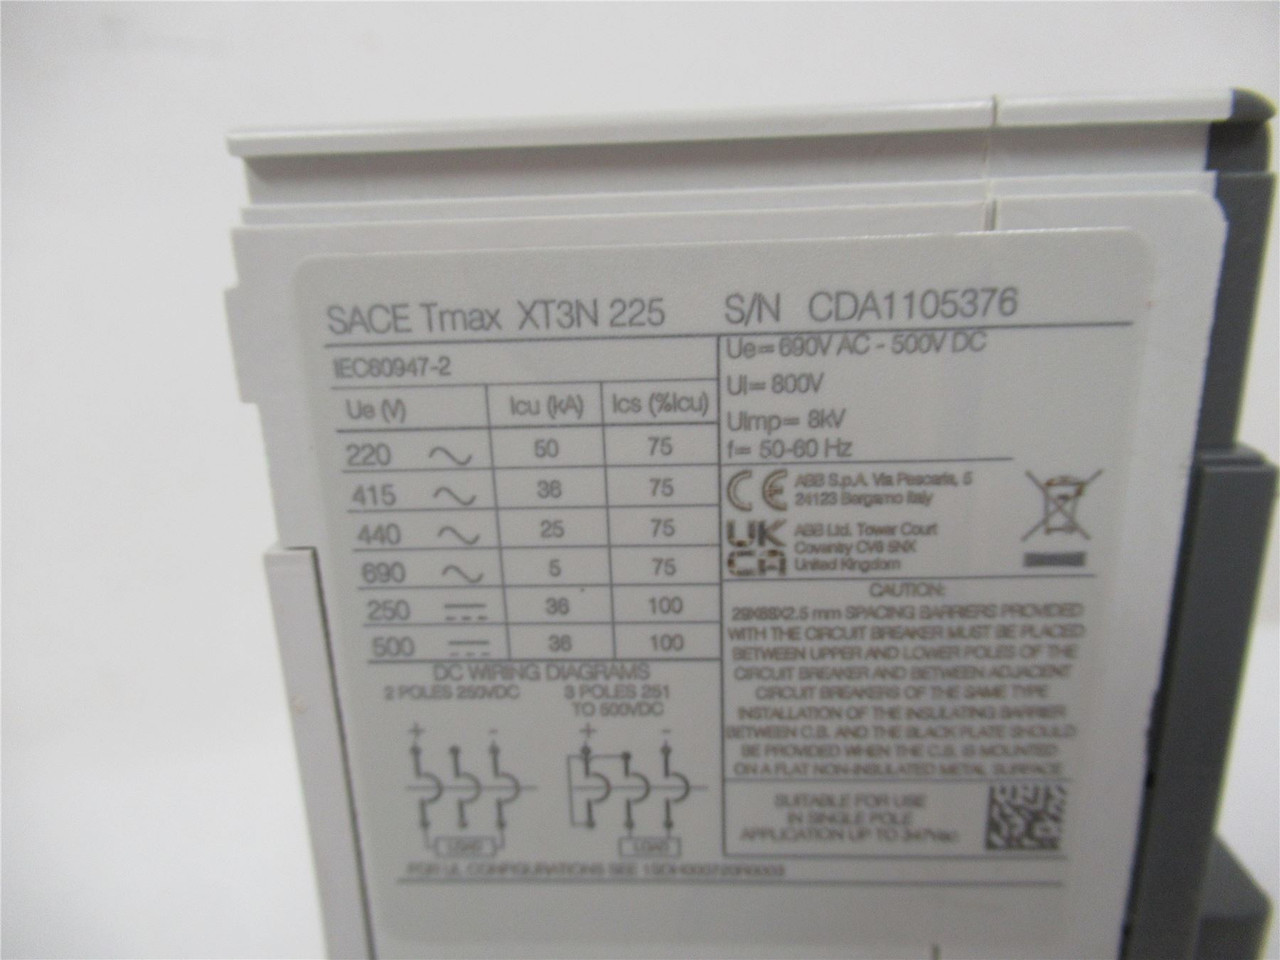 SACE Tmax XT3N 225 S/N CDA1105376
IEC60947-2
Ue (V) Icu (kA) Ics (%Icu)
220 50 75
415 36 75
440 25 75
690 5 75
250 36 100
500 36 100
DC WIRING DIAGRAMS
2 POLES 250VDC
3 POLES 251
TO 500VDC
+ -
+ -
LOAD
LOAD
FOR UL CONFIGURATIONS SEE
Ue= 690V AC - 500V DC
Ui= 800V
Uimp= 8kV
f= 50-60 Hz
CE
ABB S.p.A. Via Pescaria, 5
24123 Bergamo Italy
UK
CA
ABB Ltd. Tower Court
Coventry CV6 5NX
United Kingdom
CAUTION:
mm SPACING BARRIERS PROVIDED
WITH THE CIRCUIT BREAKER MUST BE PLACED
BETWEEN UPPER AND LOWER POLES OF THE
CIRCUIT BREAKER AND BETWEEN ADJACENT
CIRCUIT BREAKERS OF THE SAME TYPE
INSTALLATION OF THE INSULATING BARRIER
BETWEEN C.B. AND THE BLACK PLATE SHOULD
BE PROVIDED WHEN THE C.B. IS MOUNTED
ON A FLAT NON-INSULATED METAL SURFACE
SUITABLE FOR USE
IN SINGLE POLE
APPLICATION UP TO 347Vac